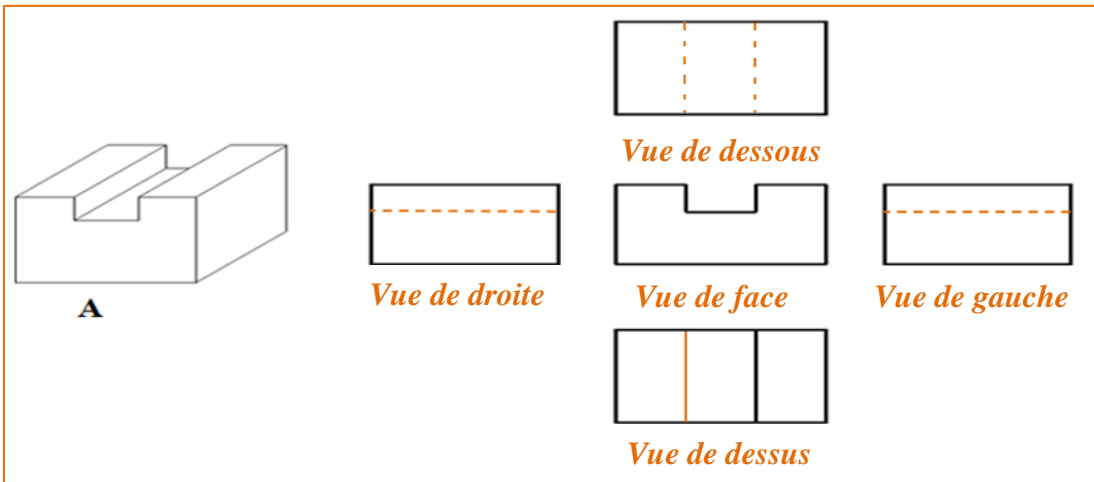 Vue de dessous
A
Vue de droite
Vue de face
Vue de gauche
Vue de dessus